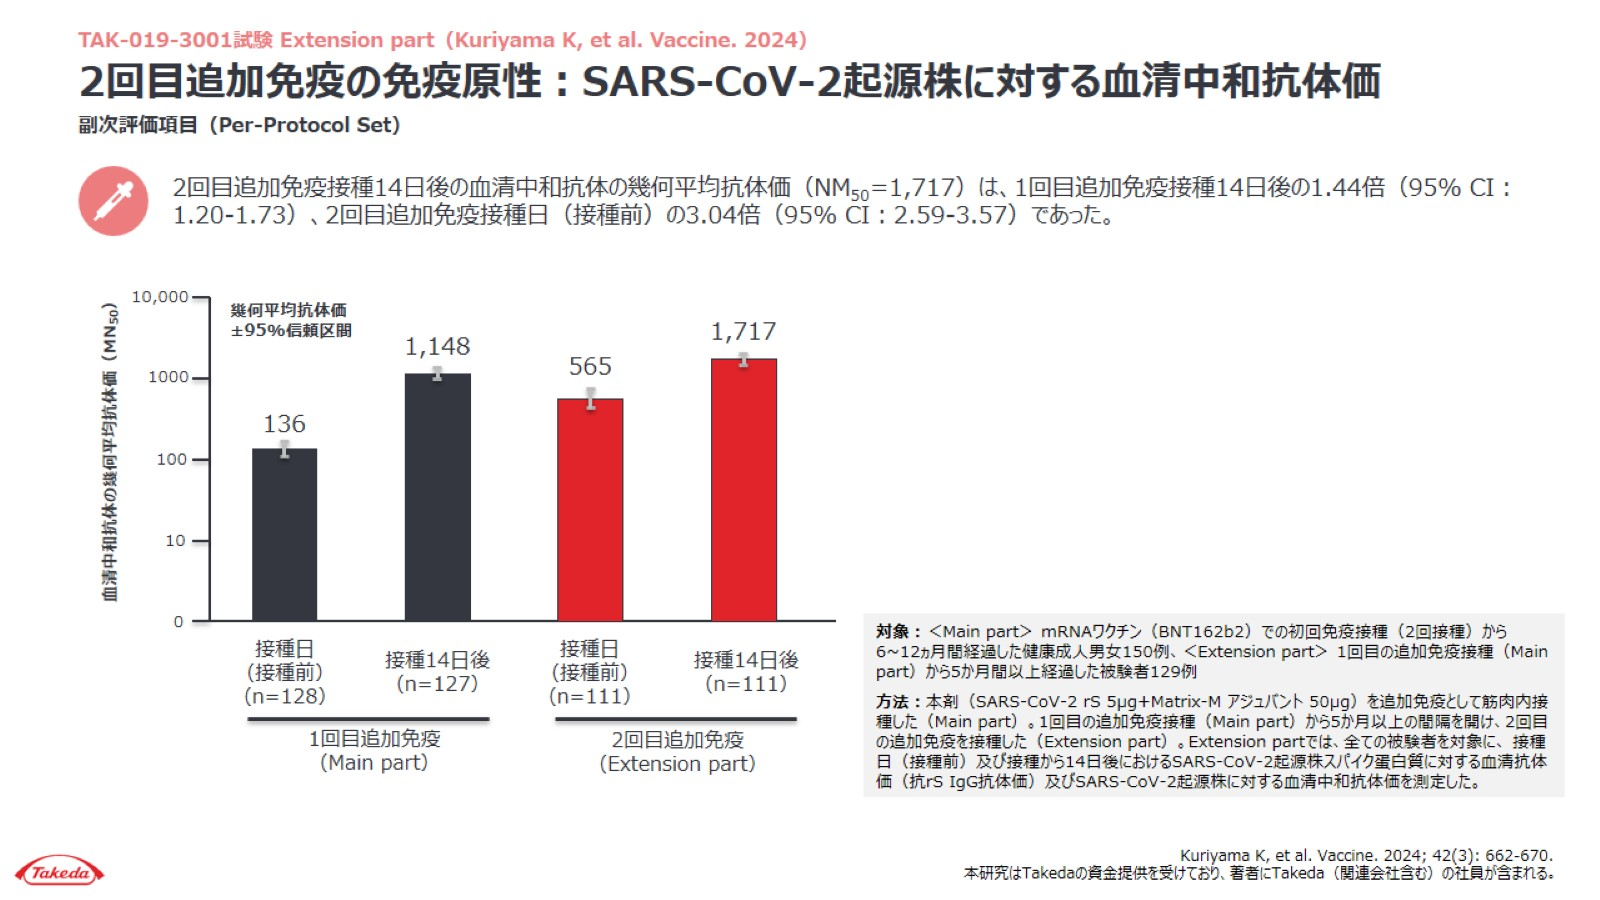 TAK-019-3001試験 Extension part（Kuriyama K, et al. Vaccine. 2024）
2回目追加免疫の免疫原性：SARS-CoV-2起源株に対する血清中和抗体価
副次評価項目（Per-Protocol Set）
2回目追加免疫接種14日後の血清中和抗体の幾何平均抗体価（NM50=1,717）は、1回目追加免疫接種14日後の1.44倍（95% CI：
1.20-1.73）、2回目追加免疫接種日（接種前）の3.04倍（95% CI：2.59-3.57）であった。
血清中和抗体の幾何平均抗体価（MN50）
10,000
1000
100
10
0
幾何平均抗体価
±95%信頼区間
136
1,148
565
1,717
接種日
（接種前）
（n=128）
接種14日後
（n=127）
接種日
（接種前）
（n=111）
接種14日後
（n=111）
1回目追加免疫
（Main part）
2回目追加免疫
（Extension part）
対象：＜Main part＞ mRNAワクチン（BNT162b2）での初回免疫接種（2回接種）から
6~12ヵ月間経過した健康成人男女150例、＜Extension part＞ 1回目の追加免疫接種（Main
part）から5か月間以上経過した被験者129例
方法：本剤（SARS-CoV-2 rS 5μg+Matrix-M アジュバント 50μg）を追加免疫として筋肉内接
種した（Main part）。1回目の追加免疫接種（Main part）から5か月以上の間隔を開け、2回目
の追加免疫を接種した（Extension part）。Extension partでは、全ての被験者を対象に、接種
日（接種前）及び接種から14日後におけるSARS-CoV-2起源株スパイク蛋白質に対する血清抗体
価（抗rS IgG抗体価）及びSARS-CoV-2起源株に対する血清中和抗体価を測定した。
Takeda
Kuriyama K, et al. Vaccine. 2024; 42(3): 662-670.
本研究はTakedaの資金提供を受けており、著者にTakeda（関連会社含む）の社員が含まれる。